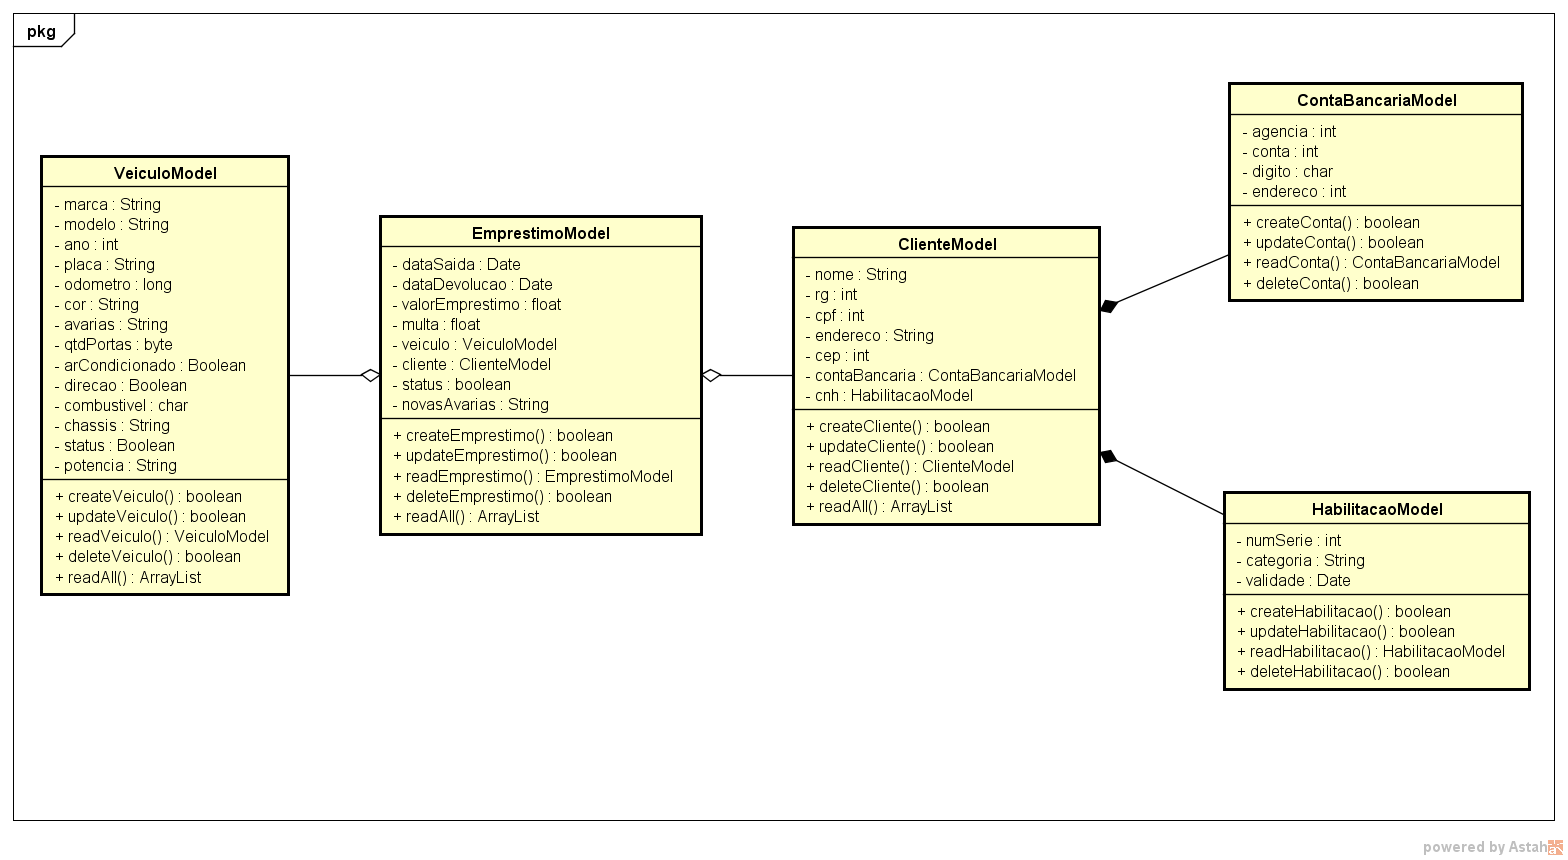 pkg
VeiculoModel
- marca : String
- modelo : String
- ano : int
- placa : String
- odometro : long
- cor : String
- avarias : String
- qtdPortas : byte
- arCondicionado : Boolean
- direcao : Boolean
- combustivel : char
- chassis : String
- status : Boolean
- potencia : String
+ createVeiculo() : boolean
+ updateVeiculo() : boolean
+ readVeiculo() : VeiculoModel
+ deleteVeiculo() : boolean
+ readAll() : ArrayList
EmprestimoModel
- dataSaida : Date
- dataDevolucao : Date
- valorEmprestimo : float
- multa : float
- veiculo : VeiculoModel
- cliente : ClienteModel
- status : boolean
- novasAvarias : String
+ createEmprestimo() : boolean
+ updateEmprestimo() : boolean
+ readEmprestimo() : EmprestimoModel
+ deleteEmprestimo() : boolean
+ readAll() : ArrayList
ClienteModel
- nome : String
- rg : int
- cpf : int
- endereco : String
- cep : int
- contaBancaria : ContaBancariaModel
- cnh : HabilitacaoModel
+ createCliente() : boolean
+ updateCliente() : boolean
+ readCliente() : ClienteModel
+ deleteCliente() : boolean
+ readAll() : ArrayList
ContaBancariaModel
- agencia : int
- conta : int
- digito : char
- endereco : int
+ createConta() : boolean
+ updateConta() : boolean
+ readConta() : ContaBancariaModel
+ deleteConta() : boolean
HabilitacaoModel
- numSerie : int
- categoria : String
- validade : Date
+ createHabilitacao() : boolean
+ updateHabilitacao() : boolean
+ readHabilitacao() : HabilitacaoModel
+ deleteHabilitacao() : boolean
powered by Astah